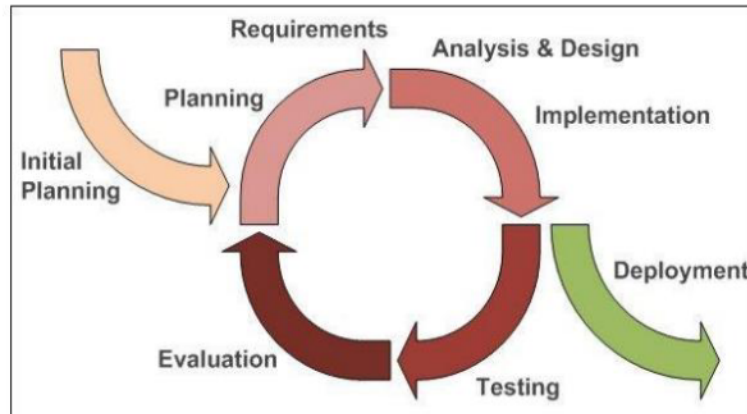 Requirements
Analysis & Design
Planning
Implementation
Initial
Planning
Deployment
Evaluation
Testing